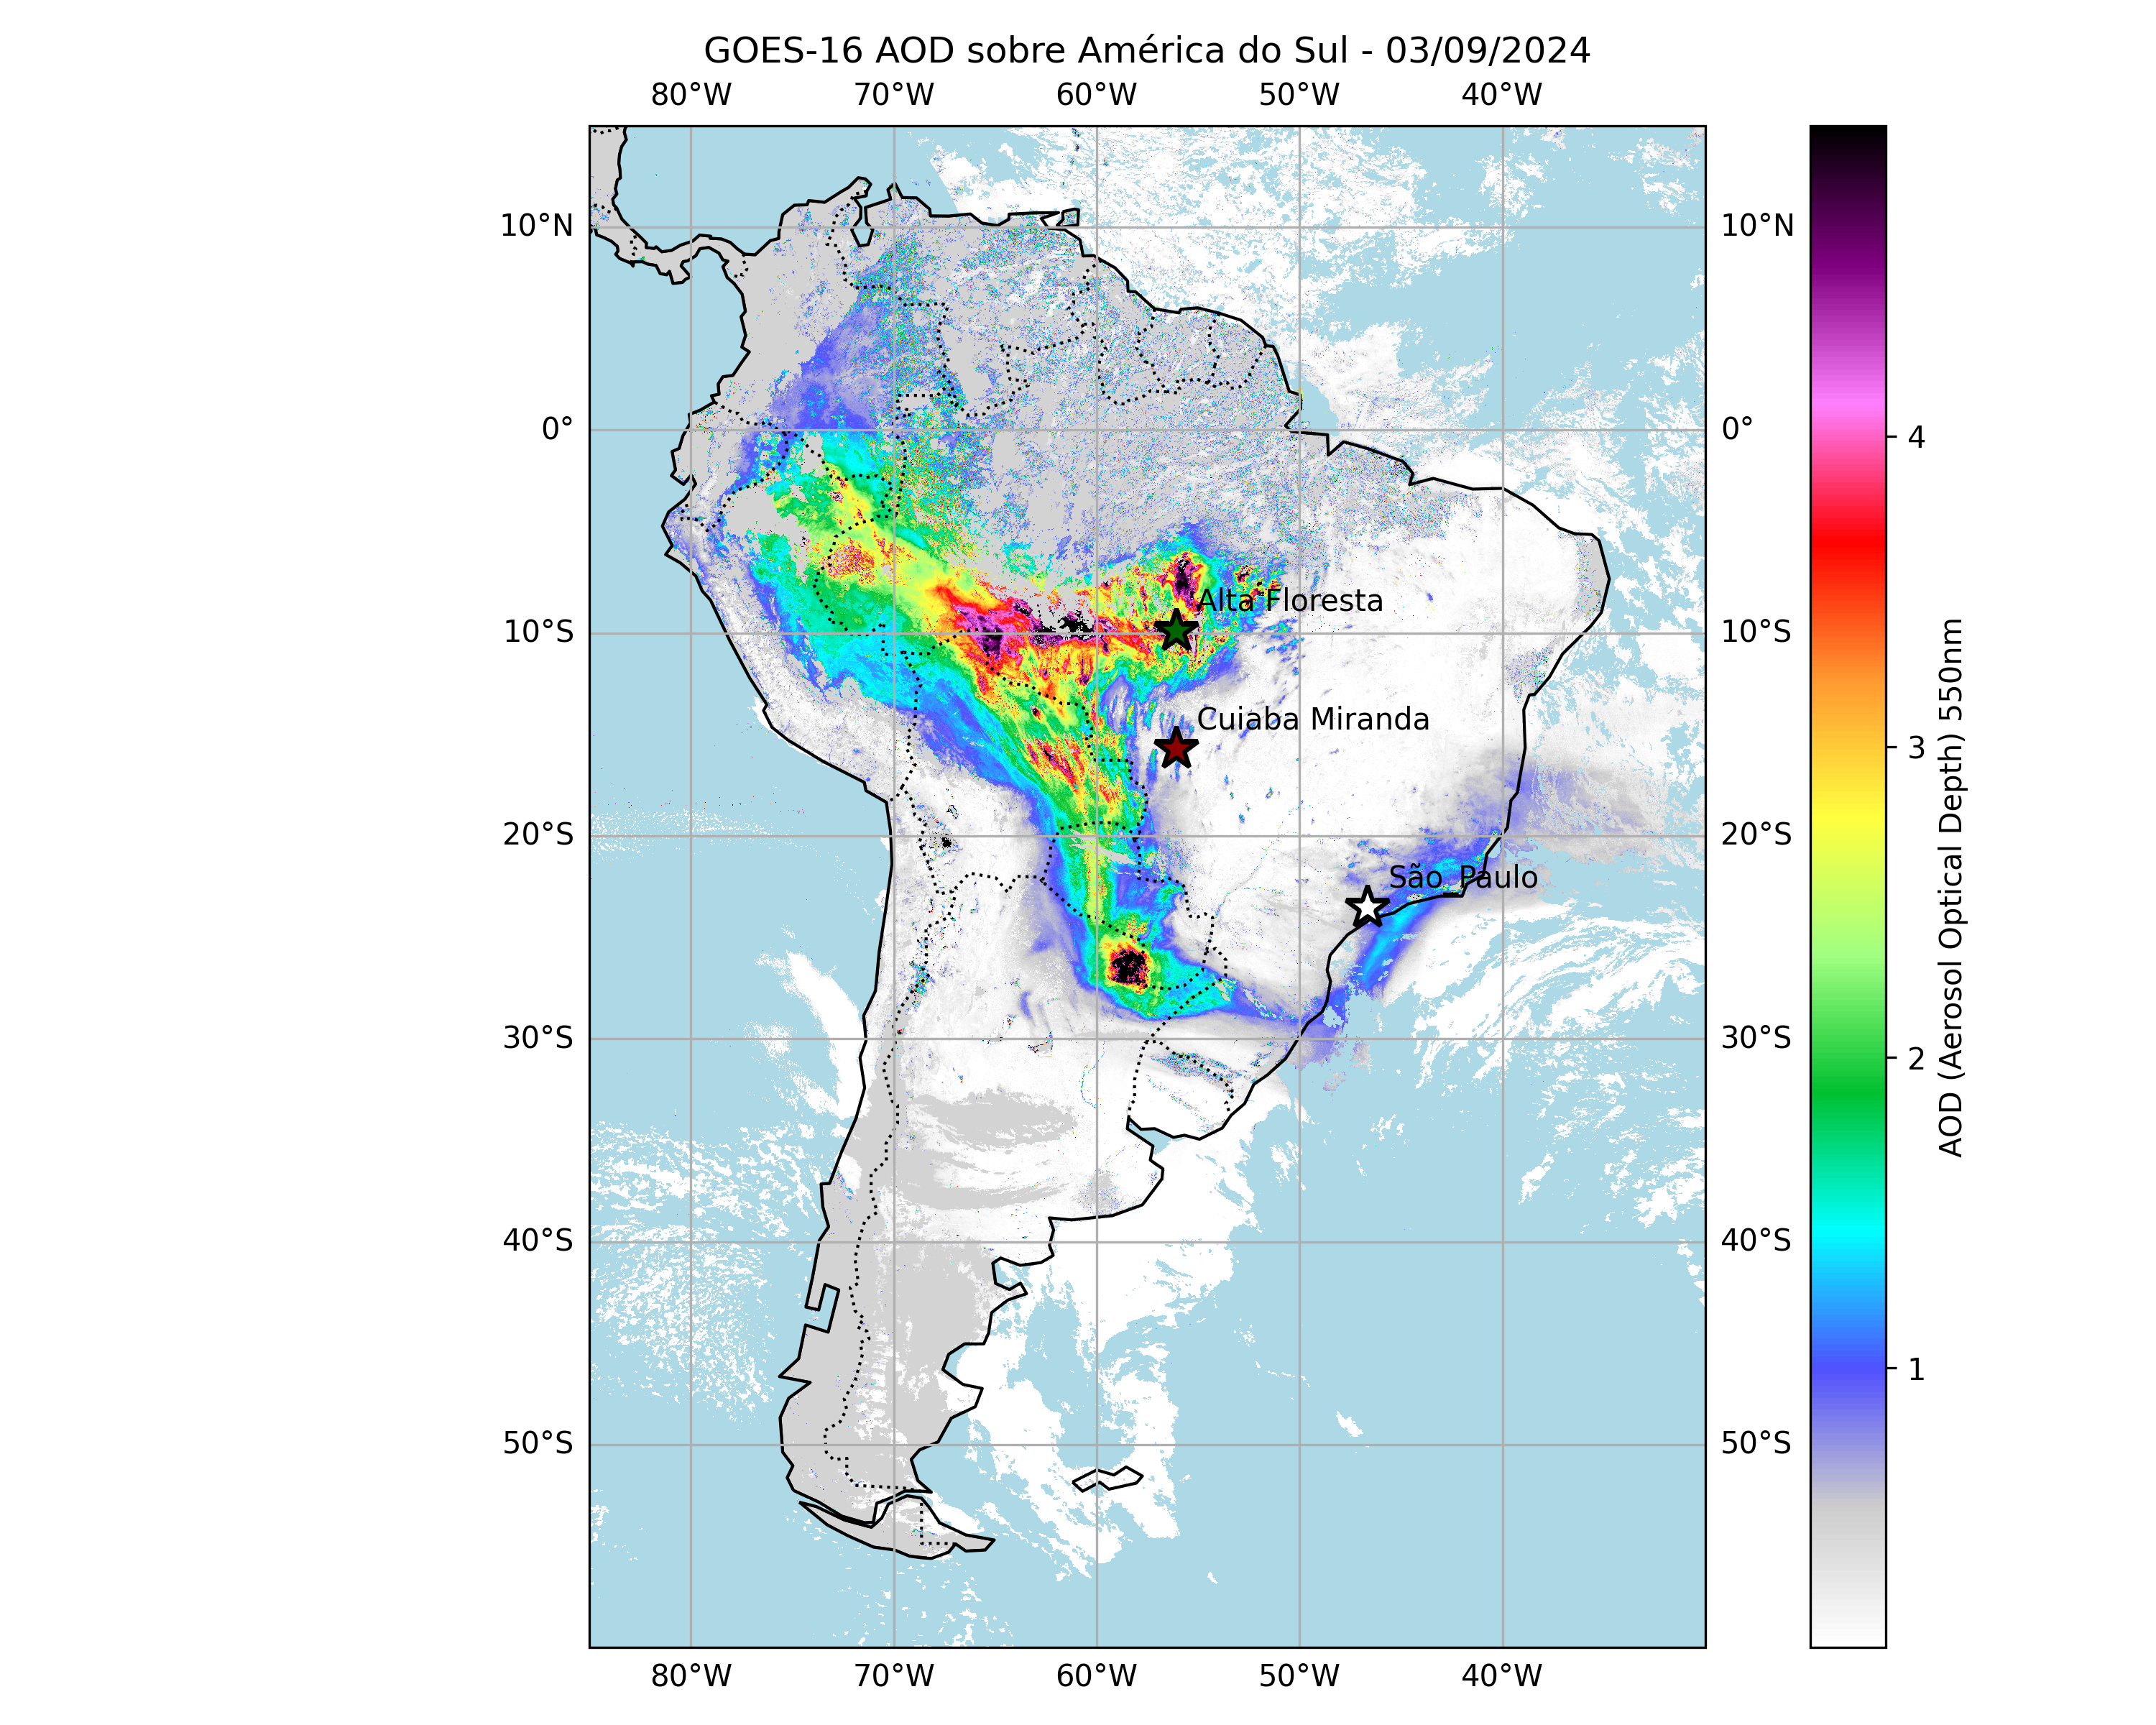 GOES-16 AOD sobre América do Sul - 03/09/2024
80°W 70°W 60°W 50°W 40°W
10°N 10°N
0° 0°
4
Alta Floresta
10°S 10°S
Cuiaba Miranda
3
20°S 20°S
São Paulo
AOD (Aerosol Optical Depth) 550nm
30°S 30°S
2
40°S 40°S
1
50°S 50°S
80°W 70°W 60°W 50°W 40°W